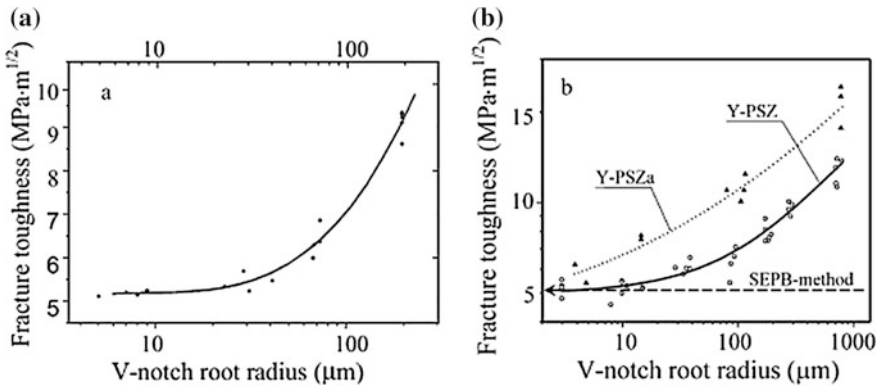 (a)
10 100
Fracture toughness (MPa·m1/2)
10
9
8
7
6
5
a
10 100
V-notch root radius (μm)
(b)
Fracture toughness (MPa·m1/2)
15
10
5
b
Y-PSZ
Y-PSZa
SEPB-method
10 100 1000
V-notch root radius (μm)